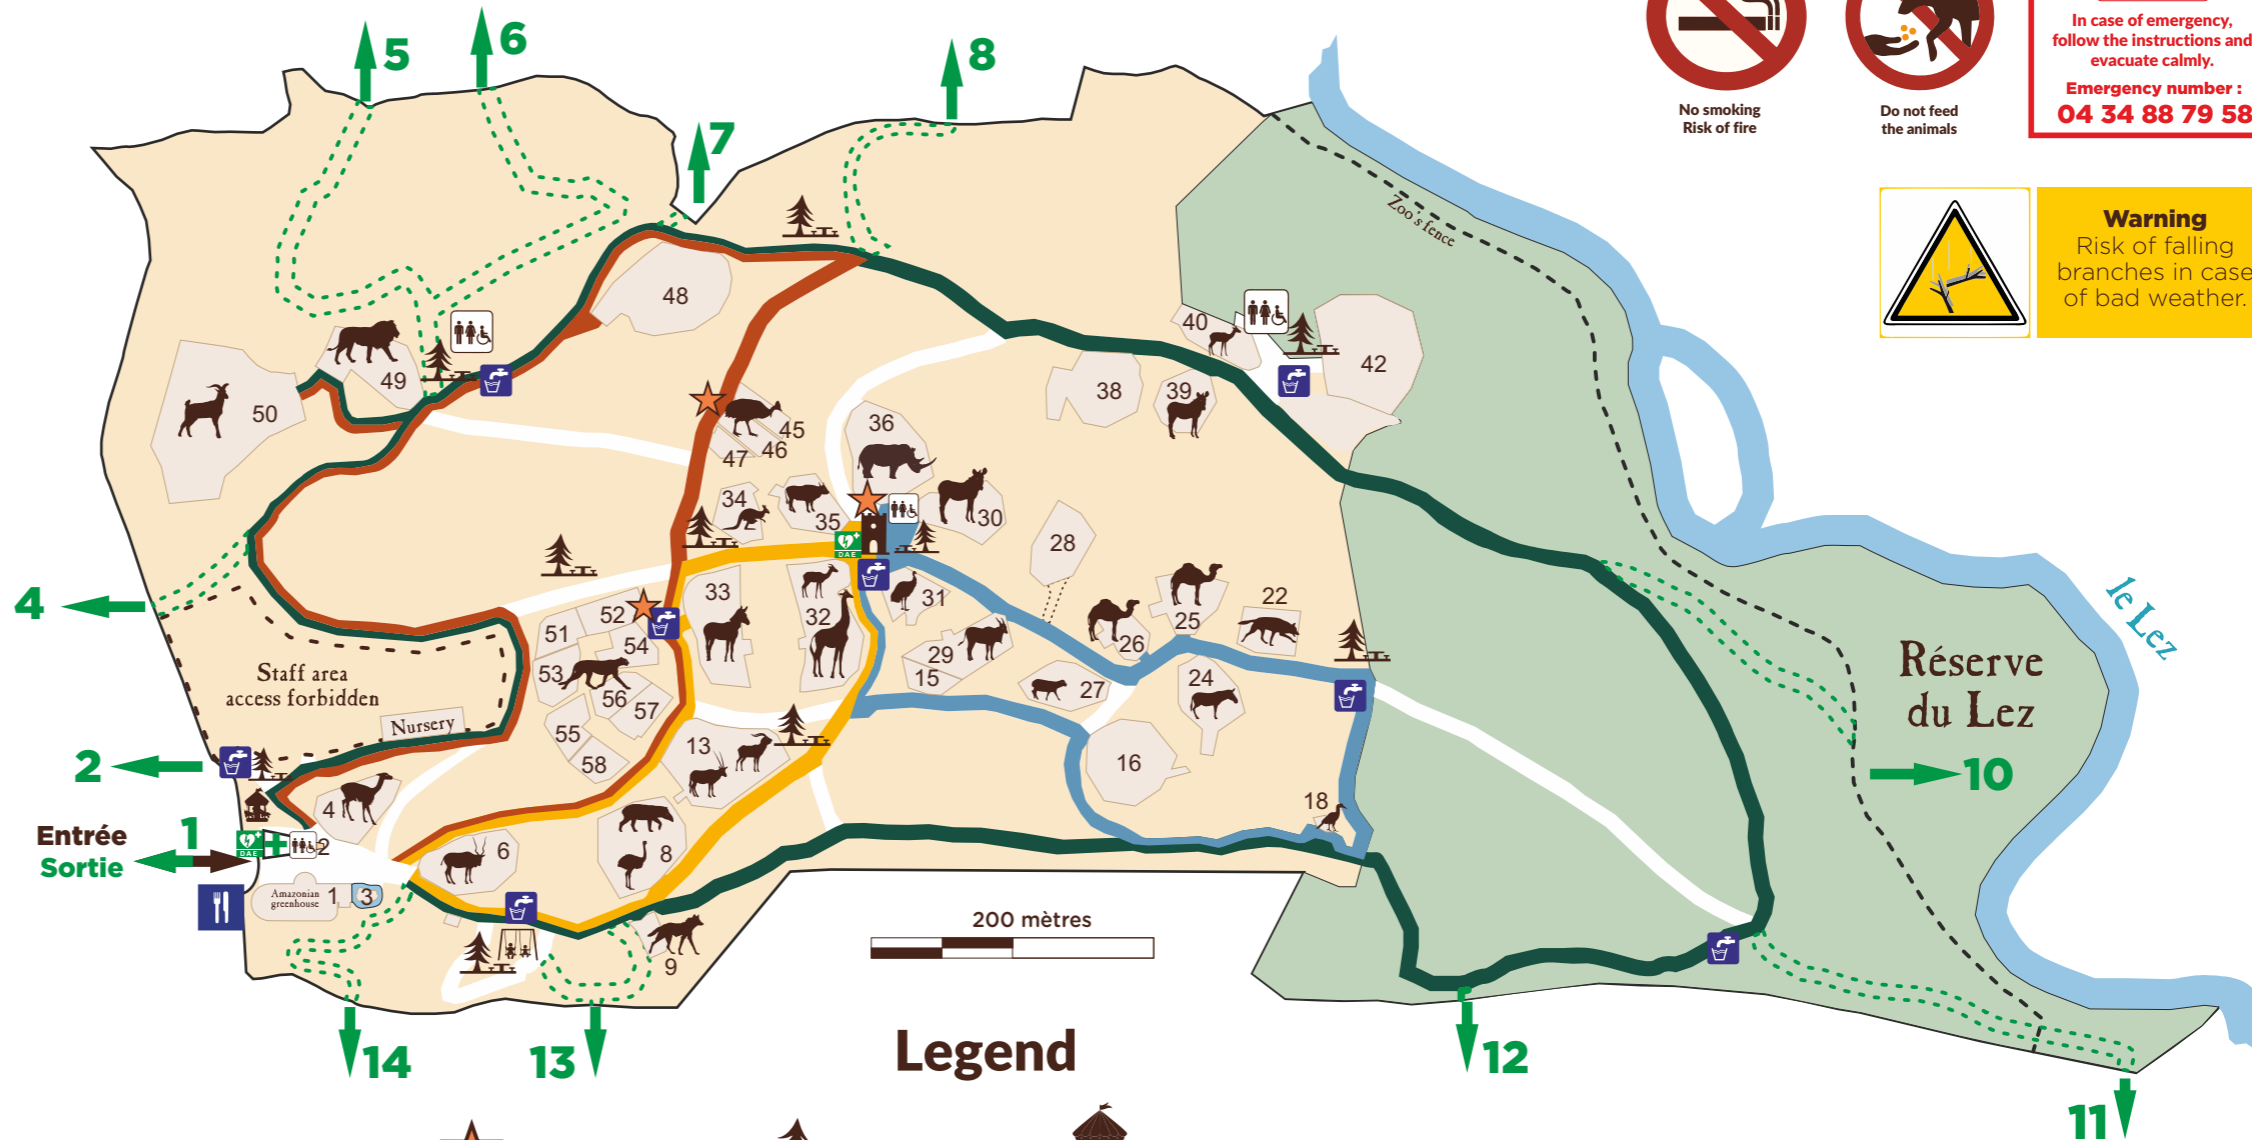 5
6
8
7
No smoking
Risk of fire
Do not feed
the animals
In case of emergency,
follow the instructions and
evacuate calmly.
Emergency number :
04 34 88 79 58
Warning
Risk of falling
branches in case
of bad weather.
Zoo's fence
48
40
42
49
50
38
39
36
45
46
47
34
35
30
DAE
28
33
32
31
22
25
26
52
51
54
53
29
15
27
24
56
57
55
58
13
16
18
4
Staff area
access forbidden
Nursery
2
4
Entrée
1
Sortie
DAE
2
6
8
Amazonian
greenhouse
1
3
9
le Lez
Réserve
du Lez
10
200 mètres
14
13
12
11
Legend